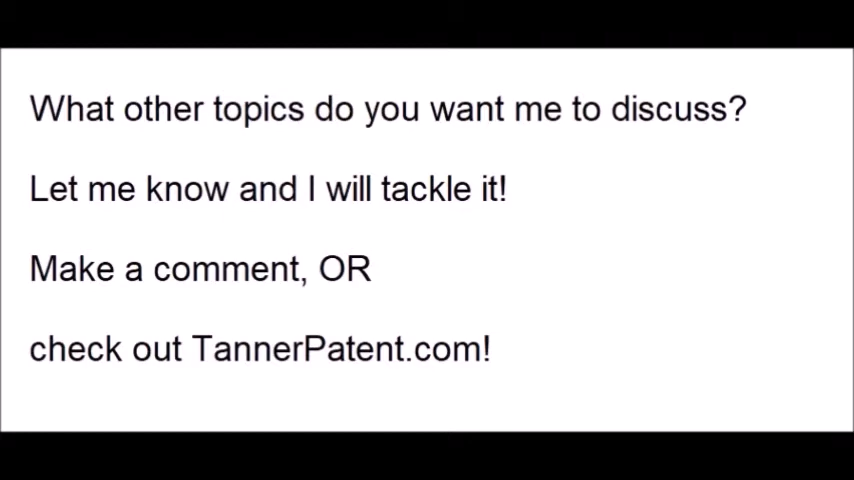 What other topics do you want me to discuss?
Let me know and I will tackle it!
Make a comment, OR
check out TannerPatent.com!